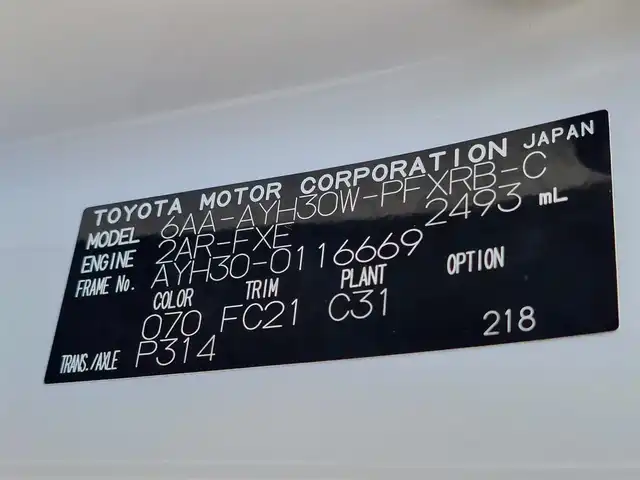 TOYOTA MOTOR CORPORATION JAPAN
MODEL 6AA-AYH30W-PFXRB-C
ENGINE 2AR-FXE 2493 mL
FRAME No. AYH30-0116669
COLOR TRIM PLANT OPTION
070 FC21 C31
TRANS./AXLE P314 218